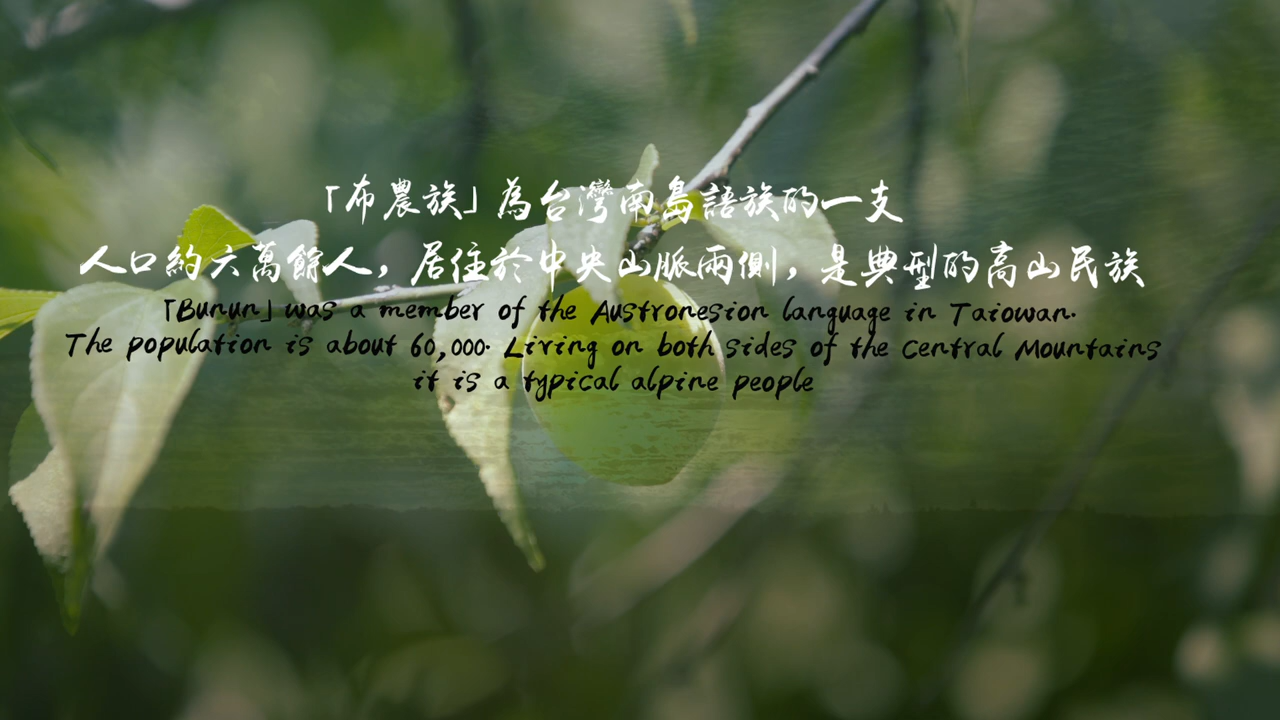 「布農族」為台灣南島語族的一支
人口約六萬餘人，居住於中央山脈兩側，是典型的高山民族
「Bunun」was a member of the Austronesion language in Taiowan.
The population is about 60,000. Living on both sides of the Central Mountains
it is a typical alpine people